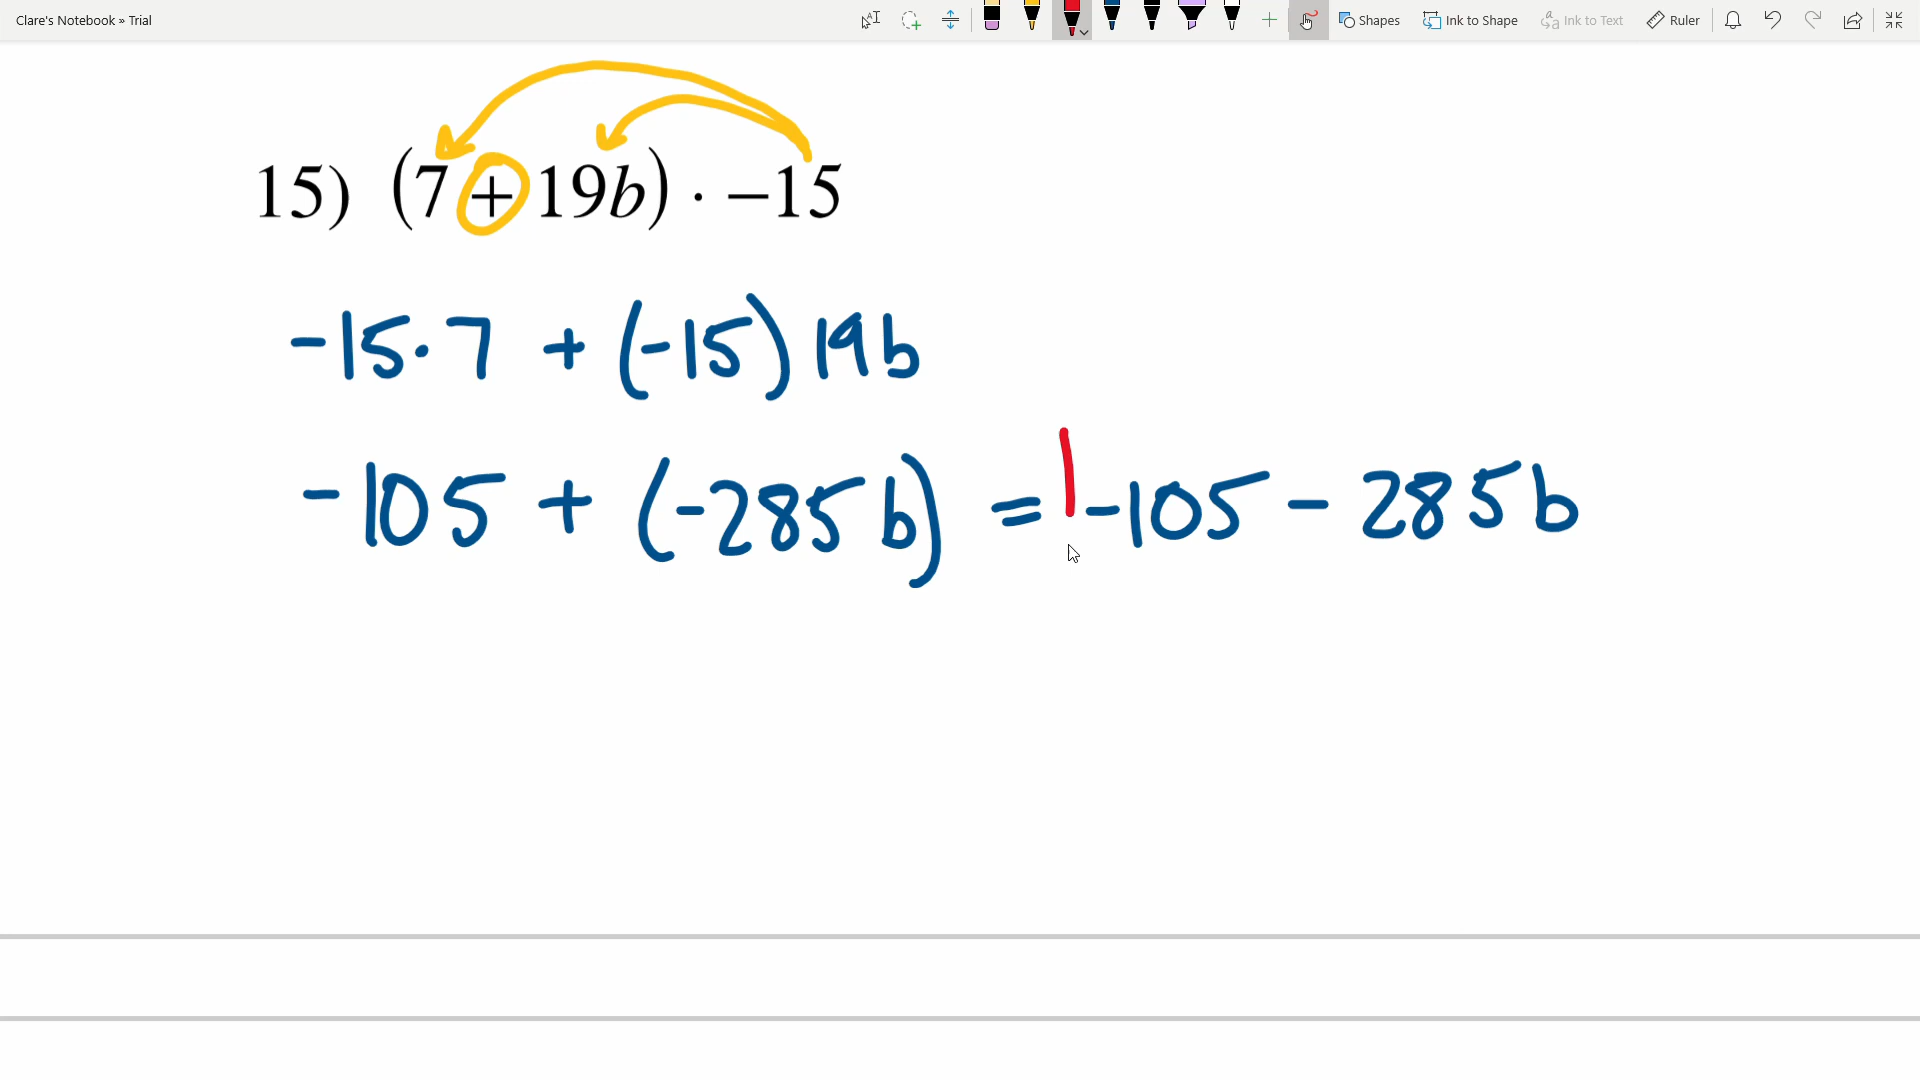 Clare's Notebook » Trial
Shapes
Ink to Shape
Ink to Text
Ruler
15) (7 + 19b) · −15
-15·7 + (-15)19b
-105 + (-285b) = -105 - 285b